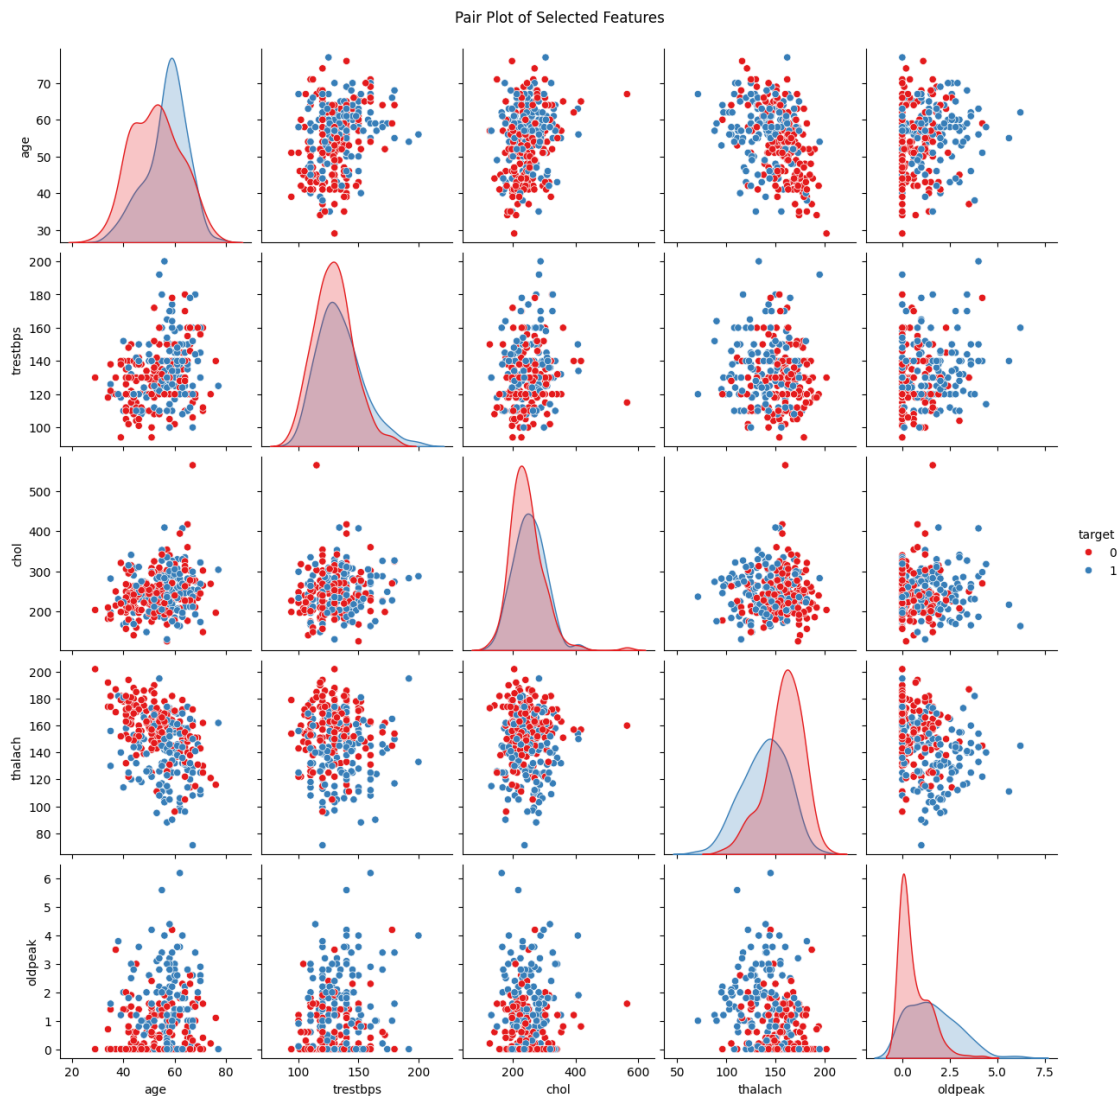 Pair Plot of Selected Features
70
60
50
40
30
age
200
180
160
140
120
100
trestbps
500
400
300
200
chol
target
0
1
200
180
160
140
120
100
80
thalach
6
5
4
3
2
1
0
oldpeak
20 40 60 80
100 150 200
200 400 600
50 100 150 200
0.0 2.5 5.0 7.5
age trestbps chol thalach oldpeak